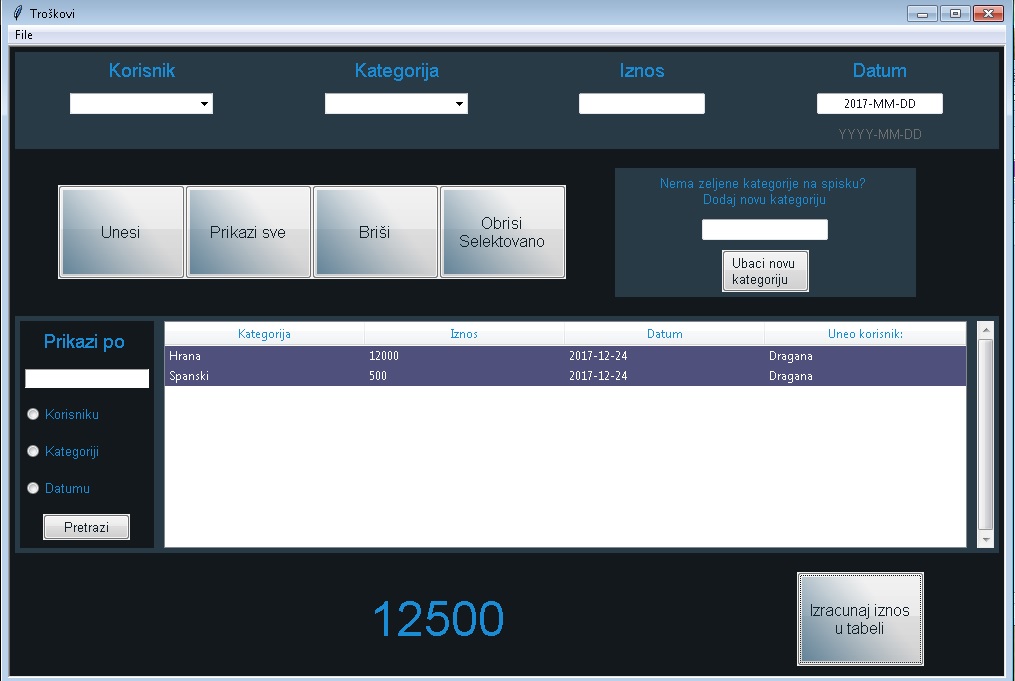 Troškovi
File
Korisnik Kategorija Iznos Datum
2017-MM-DD
YYYY-MM-DD
Nema zeljene kategorije na spisku?
Dodaj novu kategoriju
Unesi Prikazi sve Briši Obrisi
Selektovano
Ubaci novu
kategoriju
Prikazi po
Korisniku
Kategoriji
Datumu
Pretrazi
Kategorija Iznos Datum Uneo korisnik:
Hrana 12000 2017-12-24 Dragana
Spanski 500 2017-12-24 Dragana
12500
Izracunaj iznos
u tabeli